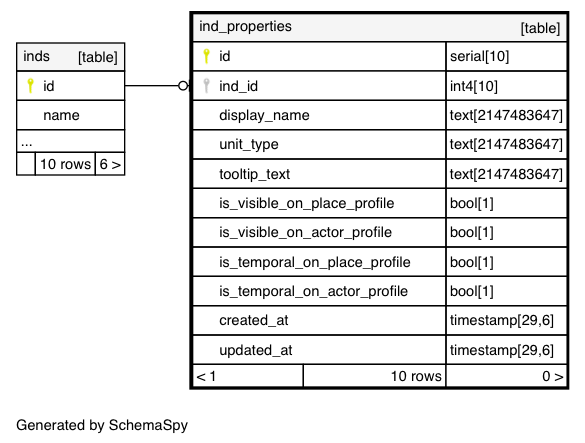 inds [table]
id
name
...
10 rows 6 >
ind_properties [table]
id serial[10]
ind_id int4[10]
display_name text[2147483647]
unit_type text[2147483647]
tooltip_text text[2147483647]
is_visible_on_place_profile bool[1]
is_visible_on_actor_profile bool[1]
is_temporal_on_place_profile bool[1]
is_temporal_on_actor_profile bool[1]
created_at timestamp[29,6]
updated_at timestamp[29,6]
< 1 10 rows 0 >
Generated by SchemaSpy